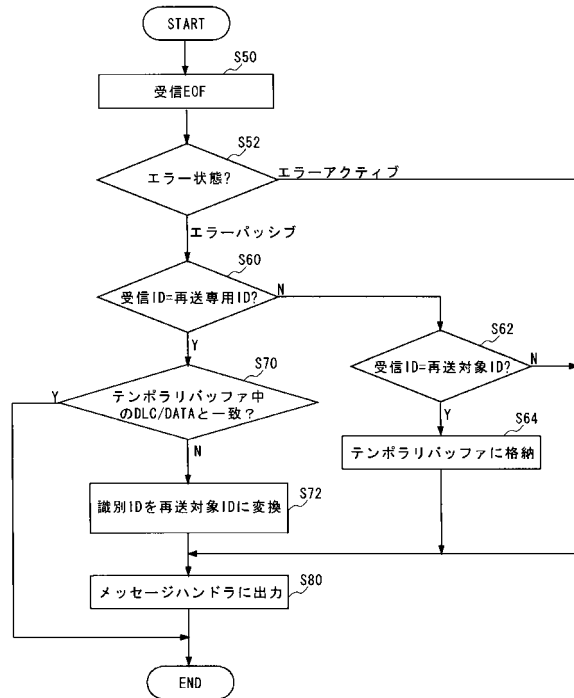 START
S50
受信EOF
S52
エラー状態?
エラーアクティブ
エラーパッシブ
S60
受信ID=再送専用ID?
N
Y
S62
受信ID=再送対象ID?
N
Y
S70
テンポラリバッファ中
のDLC/DATAと一致？
Y
N
S64
テンポラリバッファに格納
S72
識別IDを再送対象IDに変換
S80
メッセージハンドラに出力
END